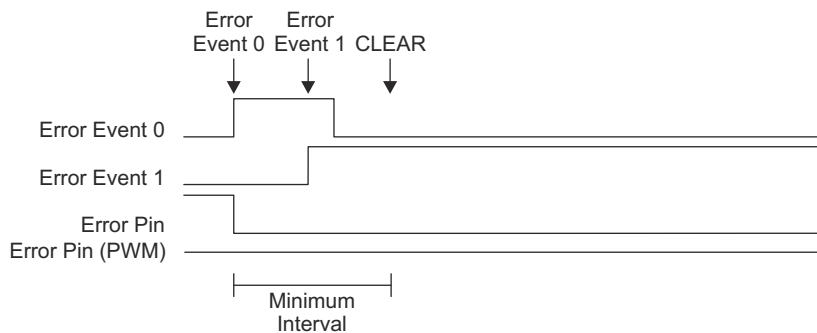 Error Event 0
Error Event 1
CLEAR
Error Event 0
Error Event 1
Error Pin
Error Pin (PWM)
Minimum Interval